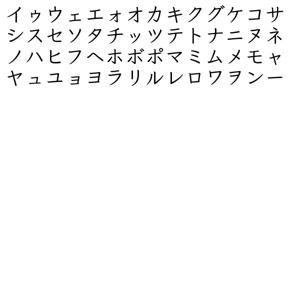 イゥウェエォオカキクグケコサ
シスセソタチッツテトナニヌネ
ノハヒフヘホボポマミムメモャ
ヤュユョヨラリルレロワヲンー